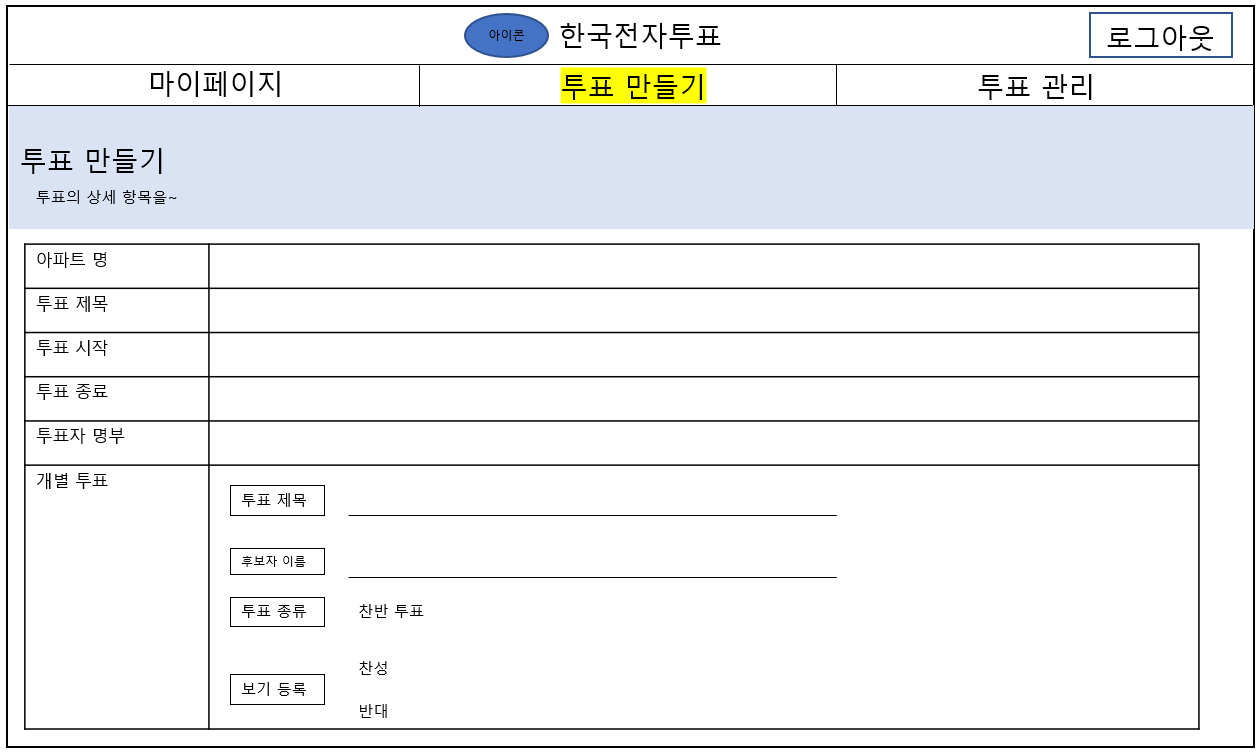 아이콘 한국전자투표 로그아웃
마이페이지 투표 만들기 투표 관리
투표 만들기
투표의 상세 항목을~
아파트 명
투표 제목
투표 시작
투표 종료
투표자 명부
개별 투표
투표 제목
후보자 이름
투표 종류 찬반 투표
찬성
보기 등록
반대